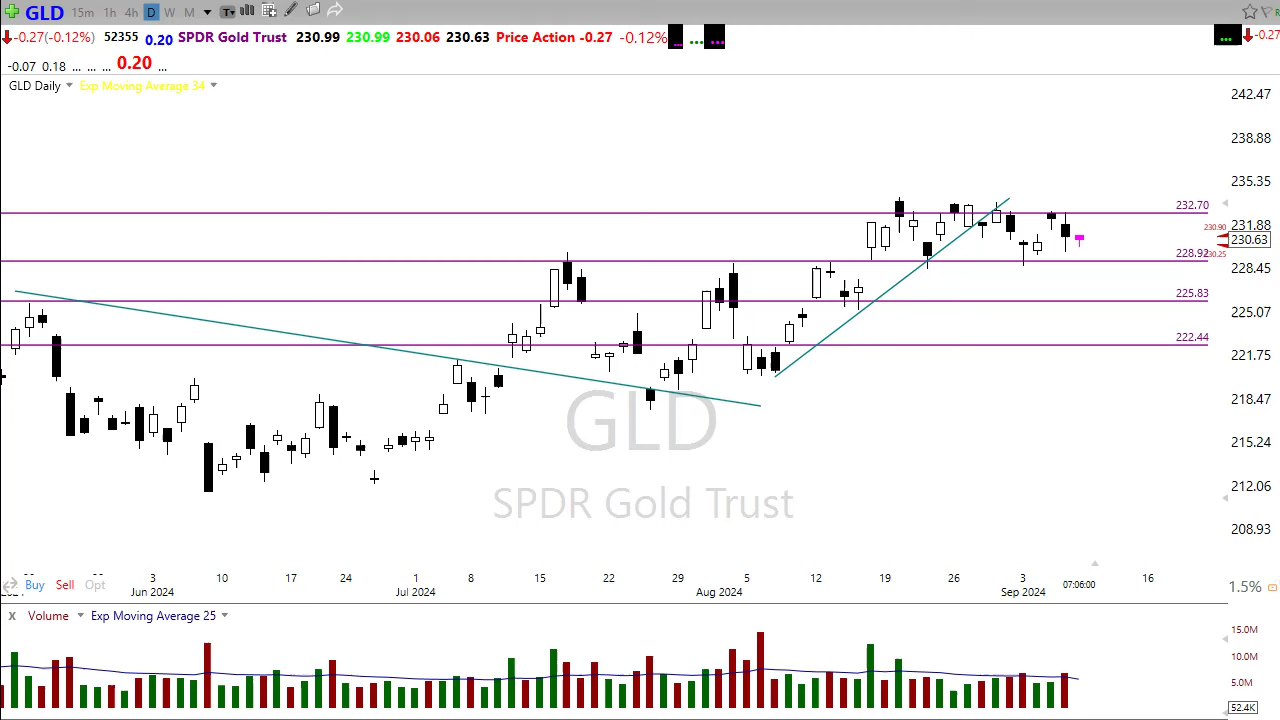 GLD 15m 1h 4h D W M T
-0.27(-0.12%) 52355 0.20 SPDR Gold Trust 230.99 230.99 230.06 230.63 Price Action -0.27 -0.12% ... ... ... ... -0.27
-0.07 0.18 ... ... ... 0.20 ...
GLD Daily Exp Moving Average 34
242.47
238.88
235.35
232.70
231.88
230.90
230.63
228.92
230.25
228.45
225.83
225.07
222.44
221.75
218.47
GLD
215.24
212.06
SPDR Gold Trust
208.93
3 10 17 24 1 8 15 22 29 5 12 19 26 3 16
Buy Sell Opt 07:06:00 1.5%
Jun 2024 Jul 2024 Aug 2024 Sep 2024
X Volume Exp Moving Average 25
15.0M
10.0M
5.0M
52.4K